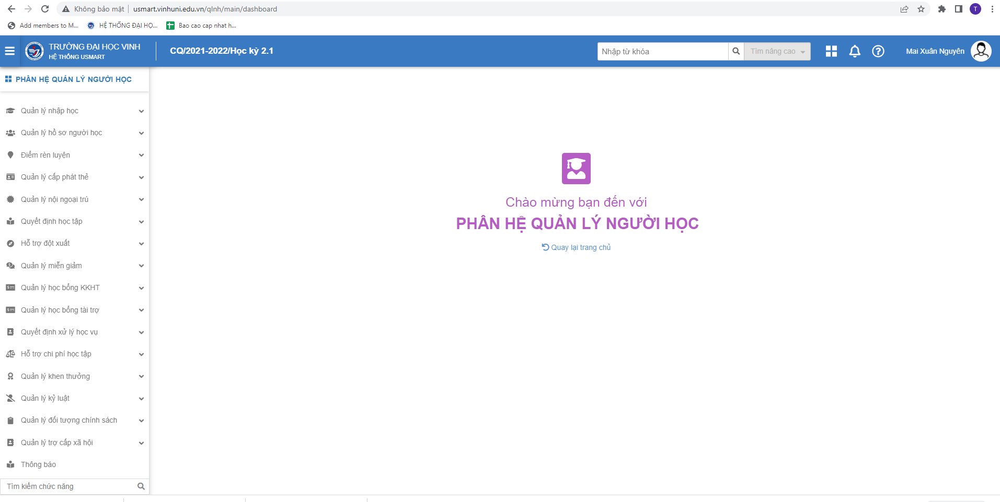 Không bảo mật
usmart.vinhuni.edu.vn/qlnh/main/dashboard
T
Add members to M...
HỆ THỐNG ĐẠI HỌ...
Bao cao cap nhat h...
TRƯỜNG ĐẠI HỌC VINH
HỆ THỐNG USMART
CQ/2021-2022/Học kỳ 2.1
Nhập từ khóa
Tìm nâng cao
Mai Xuân Nguyên
PHÂN HỆ QUẢN LÝ NGƯỜI HỌC
Quản lý nhập học
Quản lý hồ sơ người học
Điểm rèn luyện
Quản lý cấp phát thẻ
Quản lý nội ngoại trú
Quyết định học tập
Hỗ trợ đột xuất
Quản lý miễn giảm
Quản lý học bổng KKHT
Quản lý học bổng tài trợ
Quyết định xử lý học vụ
Hỗ trợ chi phí học tập
Quản lý khen thưởng
Quản lý kỷ luật
Quản lý đối tượng chính sách
Quản lý trợ cấp xã hội
Thông báo
Tìm kiếm chức năng
Chào mừng bạn đến với
PHÂN HỆ QUẢN LÝ NGƯỜI HỌC
Quay lại trang chủ